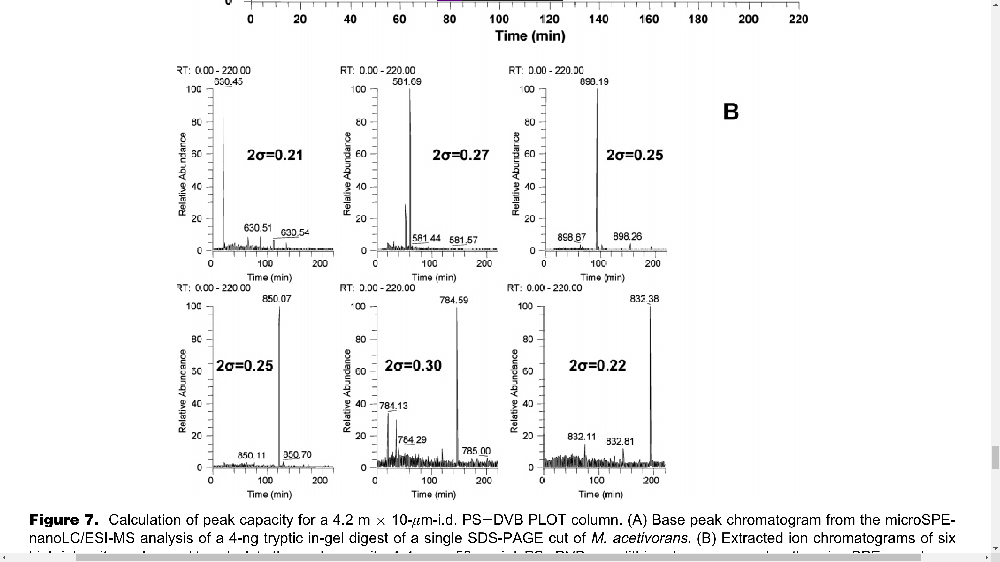 0
0 20 40 60 80 100 120 140 160 180 200 220
Time (min)
RT: 0.00 - 220.00
630.45
100
80
60
40
20
0
Relative Abundance
2σ=0.21
630.51
630.54
0 100 200
Time (min)
RT: 0.00 - 220.00
581.69
100
80
60
40
20
0
Relative Abundance
2σ=0.27
581.44
581.57
0 100 200
Time (min)
RT: 0.00 - 220.00
898.19
100
80
60
40
20
0
Relative Abundance
2σ=0.25
898.67
898.26
0 100 200
Time (min)
B
RT: 0.00 - 220.00
850.07
100
80
60
40
20
0
Relative Abundance
2σ=0.25
850.11
850.70
0 100 200
Time (min)
RT: 0.00 - 220.00
784.59
100
80
60
40
20
0
Relative Abundance
2σ=0.30
784.13
784.29
785.00
0 100 200
Time (min)
RT: 0.00 - 220.00
832.38
100
80
60
40
20
0
Relative Abundance
2σ=0.22
832.11
832.81
0 100 200
Time (min)
Figure 7. Calculation of peak capacity for a 4.2 m × 10-μm-i.d. PS−DVB PLOT column. (A) Base peak chromatogram from the microSPE-
nanoLC/ESI-MS analysis of a 4-ng tryptic in-gel digest of a single SDS-PAGE cut of M. acetivorans. (B) Extracted ion chromatograms of six